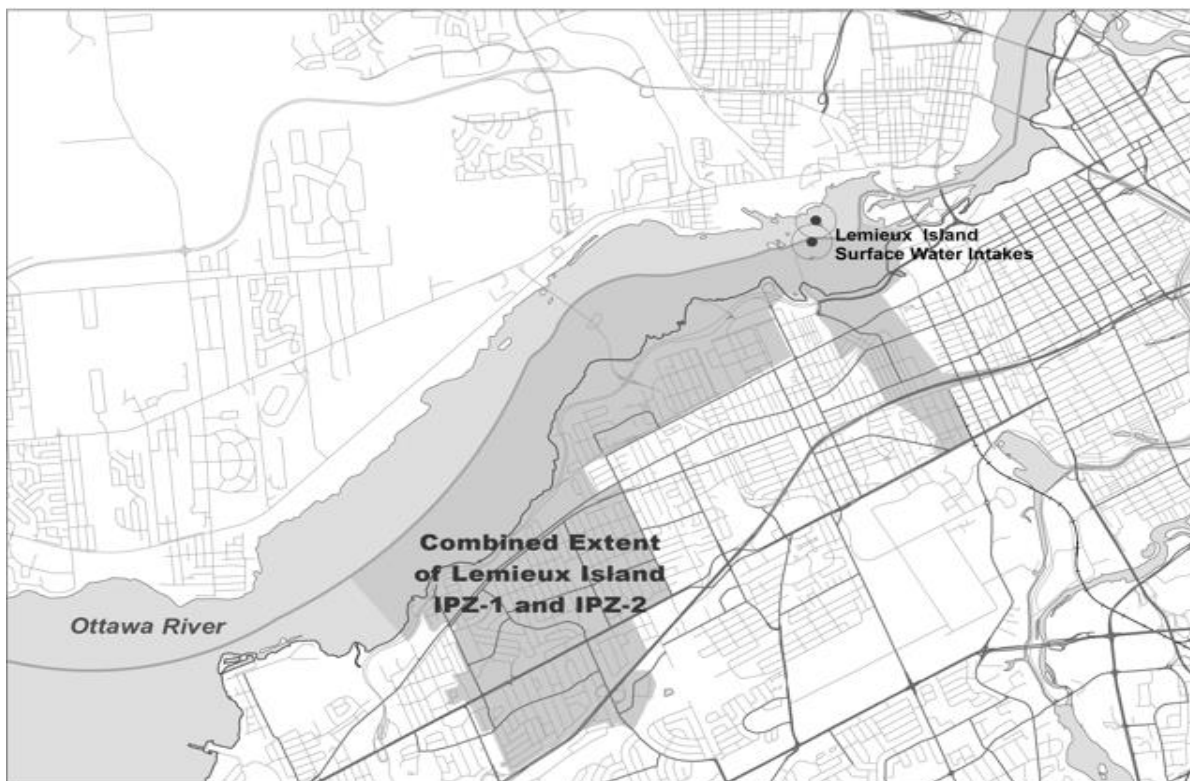 Lemieux Island
Surface Water Intakes
Combined Extent
of Lemieux Island
IPZ-1 and IPZ-2
Ottawa River